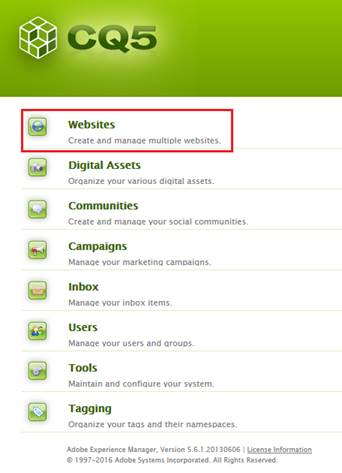 CQ5
Websites
Create and manage multiple websites.
Digital Assets
Organize your various digital assets.
Communities
Create and manage your social communities.
Campaigns
Manage your marketing campaigns.
Inbox
Manage your inbox items.
Users
Manage your users and groups.
Tools
Maintain and configure your system.
Tagging
Organize your tags and their namespaces.
Adobe Experience Manager, Version 5.6.1.20130606 | License Information
© 1997-2016 Adobe Systems Incorporated. All Rights Reserved.